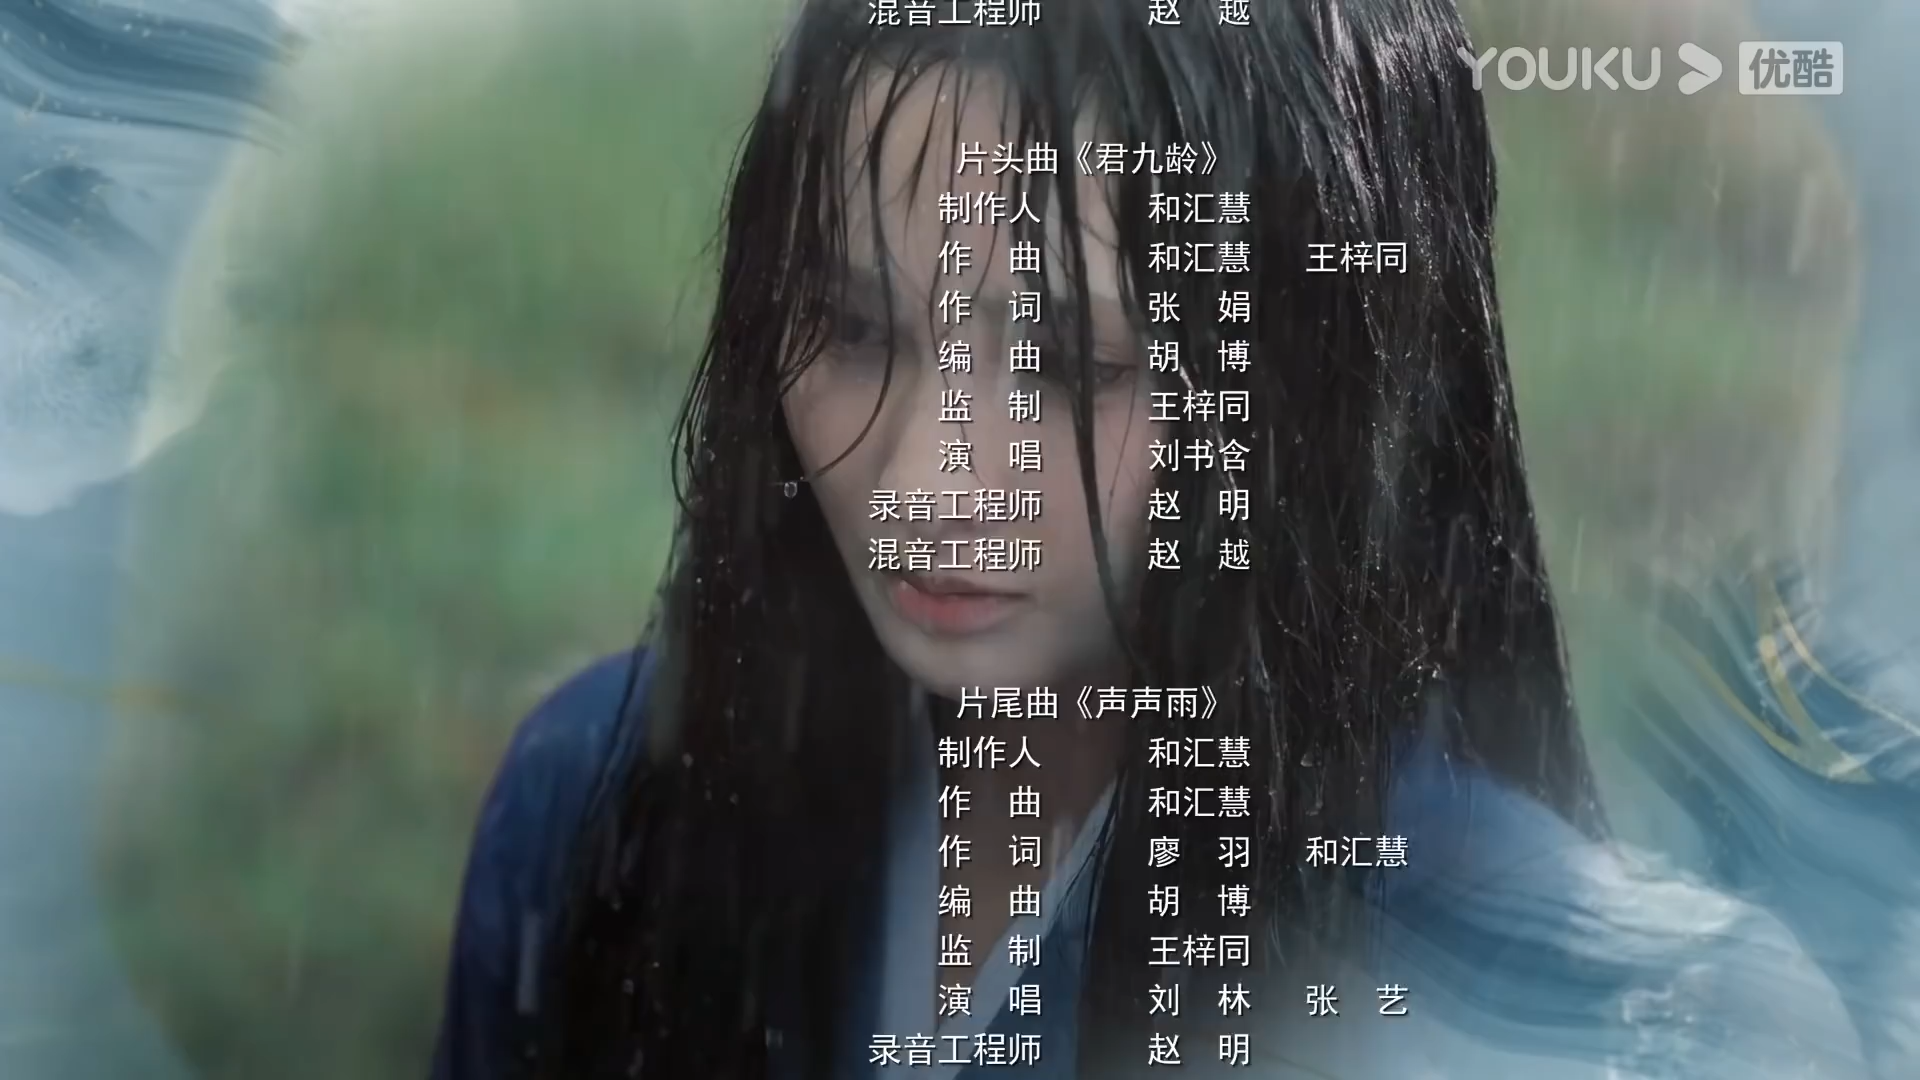 混音工程师 赵 越
YOUKU 优酷
片头曲《君九龄》
制作人 和汇慧
作 曲 和汇慧 王梓同
作 词 张 娟
编 曲 胡 博
监 制 王梓同
演 唱 刘书含
录音工程师 赵 明
混音工程师 赵 越
片尾曲《声声雨》
制作人 和汇慧
作 曲 和汇慧
作 词 廖 羽 和汇慧
编 曲 胡 博
监 制 王梓同
演 唱 刘 林 张 艺
录音工程师 赵 明